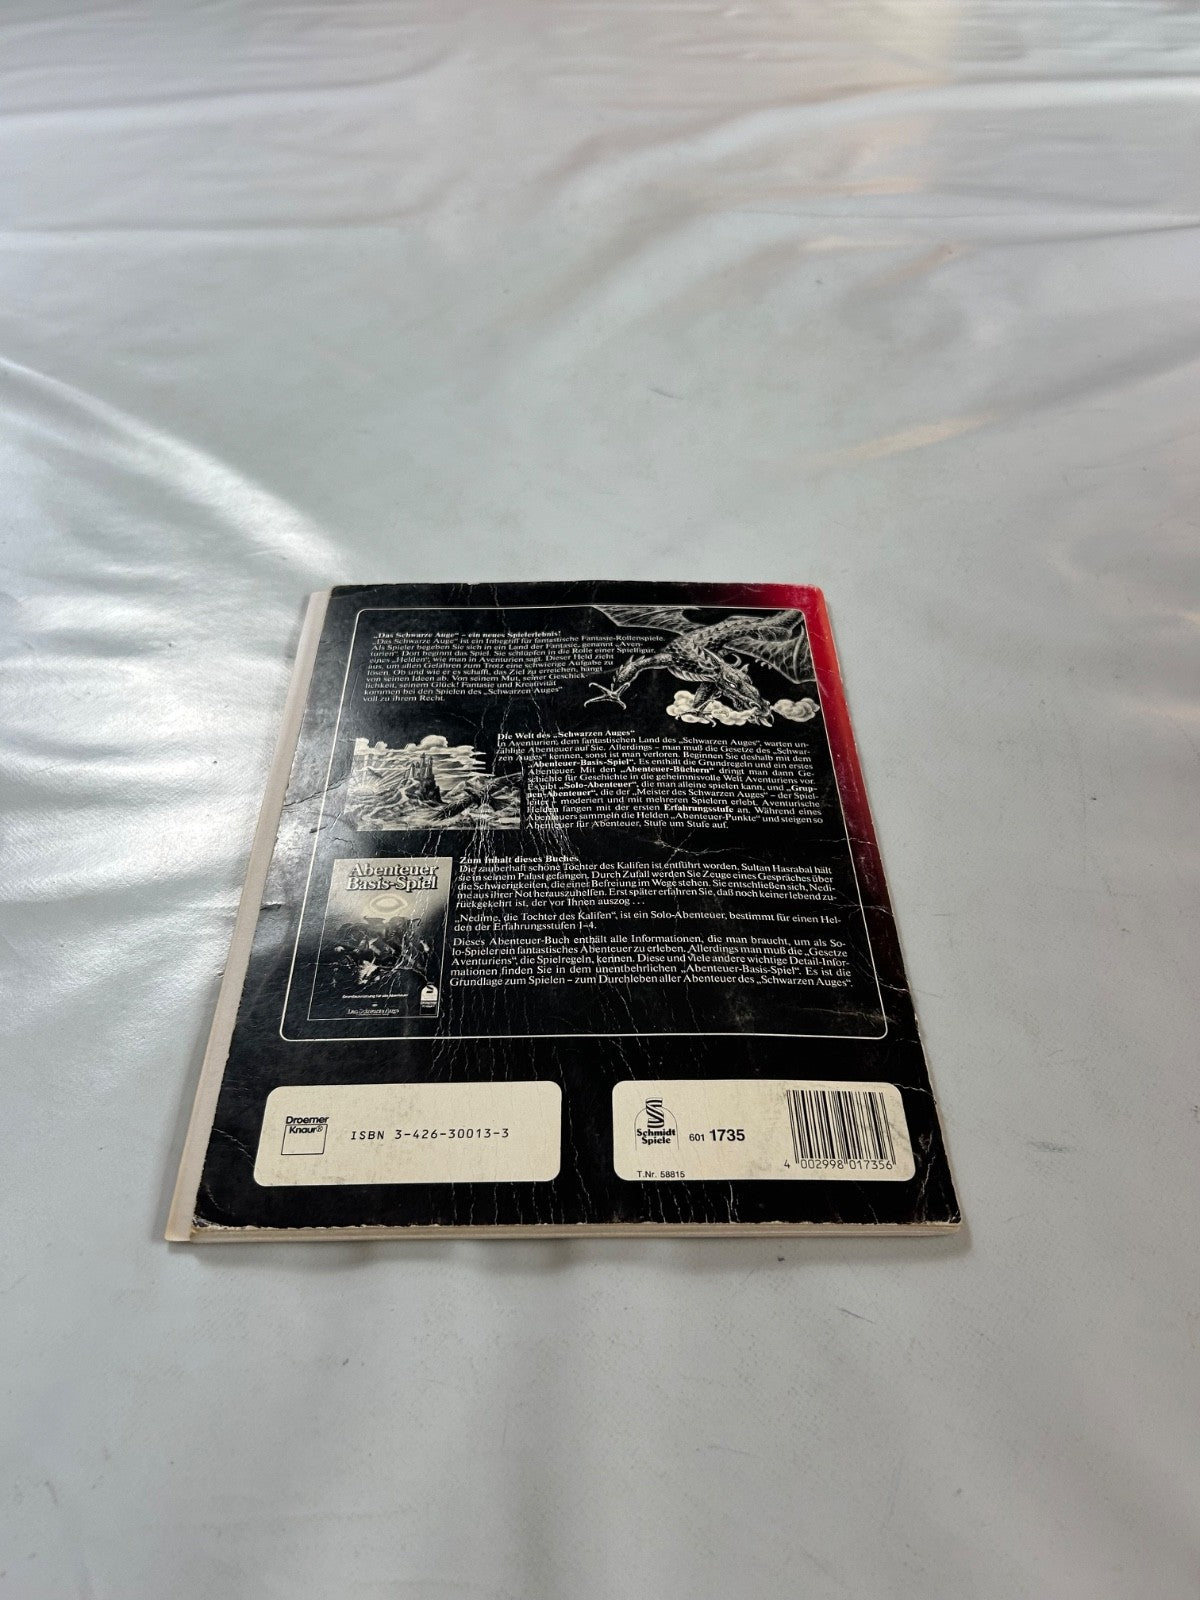 „Das Schwarze Auge“ – ein neues Spielerlebnis!
„Das Schwarze Auge“ ist ein Inbegriff für fantastische Fantasie-Rollenspiele.
Als Spieler begeben Sie sich in ein Land der Fantasie, genannt „Aven-
turien“. Dort beginnt das Spiel. Sie schlüpfen in die Rolle einer Spielfigur,
eines „Helden“, wie man in Aventurien sagt. Dieser Held zieht
aus, um allen Gefahren zum Trotz eine schwierige Aufgabe zu
lösen. Ob und wie er es schafft, das Ziel zu erreichen, hängt
von seinen Ideen ab. Von seinem Mut, seiner Geschick-
lichkeit, seinem Glück! Fantasie und Kreativität
kommen bei den Spielen des „Schwarzen Auges“
voll zu ihrem Recht.
Die Welt des „Schwarzen Auges“
In Aventurien, dem fantastischen Land des „Schwarzen Auges“, warten un-
zählige Abenteuer auf Sie. Allerdings – man muß die Gesetze des „Schwar-
zen Auges“ kennen, sonst ist man verloren. Beginnen Sie deshalb mit dem
„Abenteuer-Basis-Spiel“. Es enthält die Grundregeln und ein erstes
Abenteuer. Mit den „Abenteuer-Büchern“ dringt man dann Ge-
schichte für Geschichte in die geheimnisvolle Welt Aventuriens vor.
Es gibt „Solo-Abenteuer“, die man alleine spielen kann, und „Grup-
pen-Abenteuer“, die der „Meister des Schwarzen Auges“ – der Spiel-
leiter – moderiert und mit mehreren Spielern erlebt. Aventurische
Helden fangen mit der ersten Erfahrungsstufe an. Während eines
Abenteuers sammeln die Helden „Abenteuer-Punkte“ und steigen so
Abenteuer für Abenteuer, Stufe um Stufe auf.
Abenteuer
Basis-Spiel
Das Schwarze Auge
Zum Inhalt dieses Buches
Die zauberhaft schöne Tochter des Kalifen ist entführt worden. Sultan Hasrabal hält
sie in seinem Palast gefangen. Durch Zufall werden Sie Zeuge eines Gespräches über
die Schwierigkeiten, die einer Befreiung im Wege stehen. Sie entschließen sich, Nedi-
me aus ihrer Not herauszuhelfen. Erst später erfahren Sie, daß noch keiner lebend zu-
rückgekehrt ist, der vor Ihnen auszog . . .
„Nedime, die Tochter des Kalifen“, ist ein Solo-Abenteuer, bestimmt für einen Hel-
den der Erfahrungsstufen 1–4.
Dieses Abenteuer-Buch enthält alle Informationen, die man braucht, um als So-
lo-Spieler ein fantastisches Abenteuer zu erleben. Allerdings man muß die „Gesetze
Aventuriens“, die Spielregeln, kennen. Diese und viele andere wichtige Detail-Infor-
mationen finden Sie in dem unentbehrlichen „Abenteuer-Basis-Spiel“. Es ist die
Grundlage zum Spielen – zum Durchleben aller Abenteuer des „Schwarzen Auges“.
Droemer
Knaur®
ISBN 3-426-30013-3
Schmidt
Spiele
601 1735
T.Nr. 58815
4 002998 017356